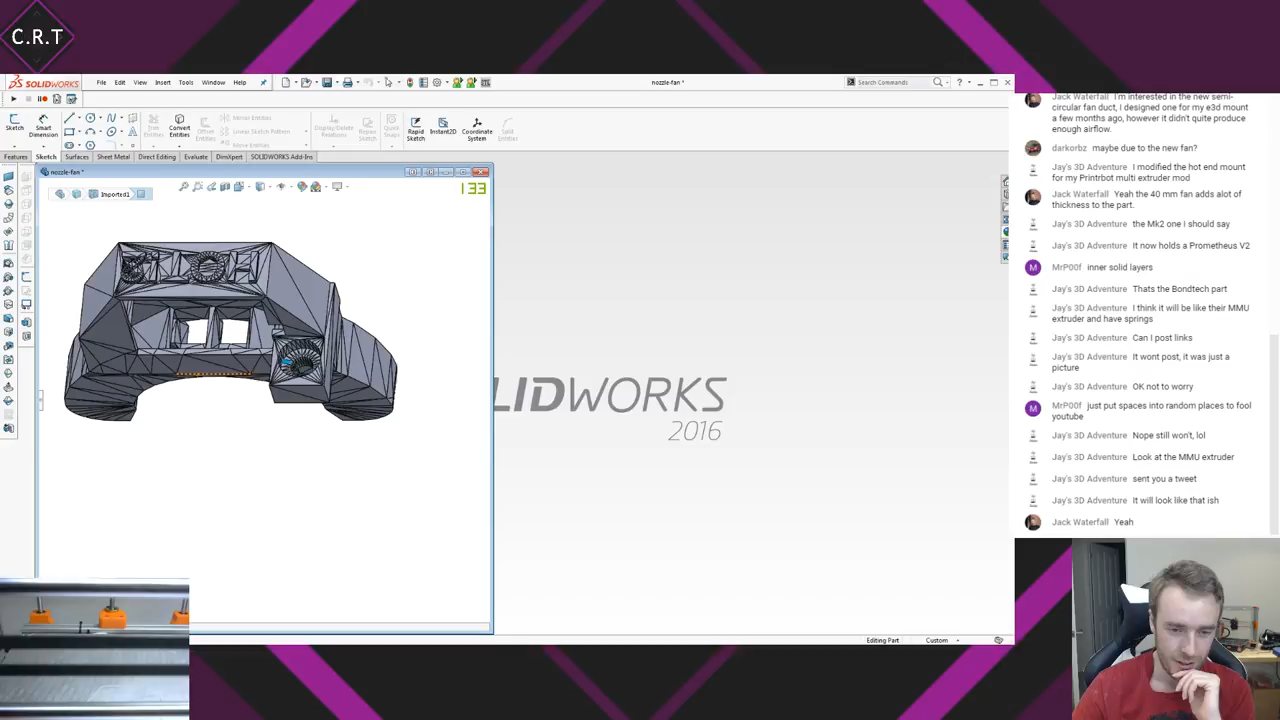 C.R.T
SOLIDWORKS
File Edit View Insert Tools Window Help
nozzle-fan *
Search Commands
Sketch
Smart Dimension
Trim Entities
Convert Entities
Offset Entities
Mirror Entities
Linear Sketch Pattern
Move Entities
Display/Delete Relations
Repair Sketch
Quick Snaps
Rapid Sketch
Instant2D
Coordinate System
Split Entities
Features Sketch Surfaces Sheet Metal Direct Editing Evaluate DimXpert SOLIDWORKS Add-Ins
nozzle-fan *
Imported1
133
LIDWORKS
2016
Editing Part Custom
Jack Waterfall I'm interested in the new semi-
circular fan duct, I designed one for my e3d mount
a few months ago, however it didn't quite produce
enough airflow.
darkorbz maybe due to the new fan?
Jay's 3D Adventure I modified the hot end mount
for my Printrbot multi extruder mod
Jack Waterfall Yeah the 40 mm fan adds alot of
thickness to the part.
Jay's 3D Adventure the Mk2 one I should say
Jay's 3D Adventure It now holds a Prometheus V2
M MrP00f inner solid layers
Jay's 3D Adventure Thats the Bondtech part
Jay's 3D Adventure I think it will be like their MMU
extruder and have springs
Jay's 3D Adventure Can I post links
Jay's 3D Adventure It wont post, it was just a
picture
Jay's 3D Adventure OK not to worry
M MrP00f just put spaces into random places to fool
youtube
Jay's 3D Adventure Nope still won't, lol
Jay's 3D Adventure Look at the MMU extruder
Jay's 3D Adventure sent you a tweet
Jay's 3D Adventure It will look like that ish
Jack Waterfall Yeah